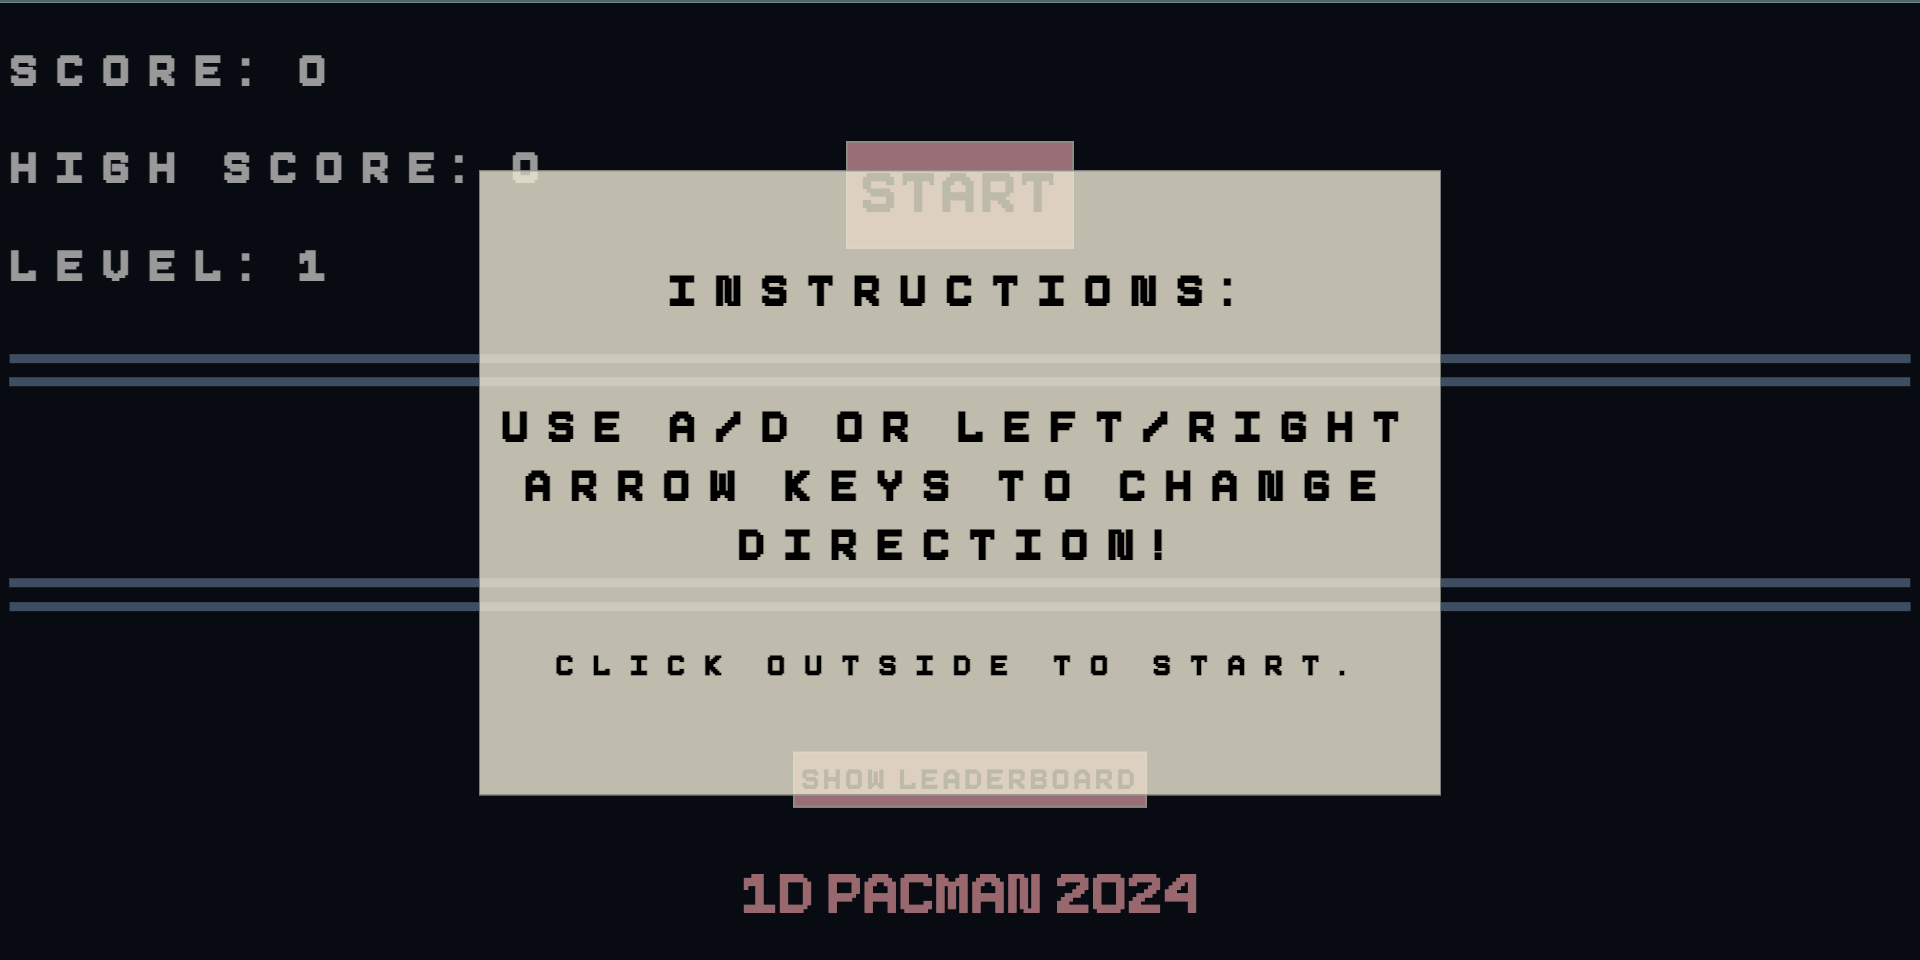 SCORE: 0
HIGH SCORE: 0
LEVEL: 1
START
INSTRUCTIONS:
USE A/D OR LEFT/RIGHT
ARROW KEYS TO CHANGE
DIRECTION!
CLICK OUTSIDE TO START.
SHOW LEADERBOARD
1D PACMAN 2024